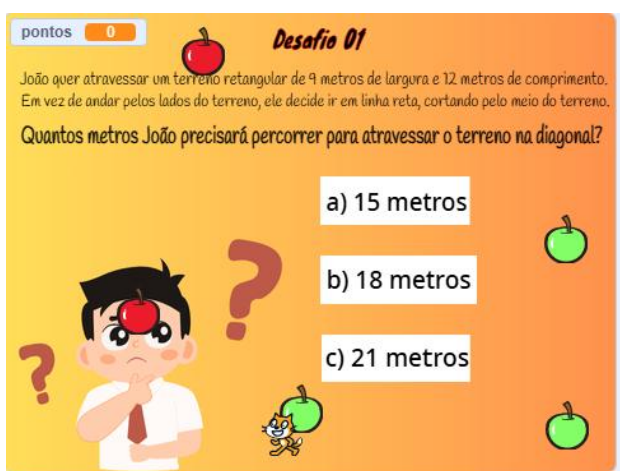 pontos 0
Desafio 01
João quer atravessar um terreno retangular de 9 metros de largura e 12 metros de comprimento.
Em vez de andar pelos lados do terreno, ele decide ir em linha reta, cortando pelo meio do terreno.
Quantos metros João precisará percorrer para atravessar o terreno na diagonal?
a) 15 metros
b) 18 metros
c) 21 metros
?
?